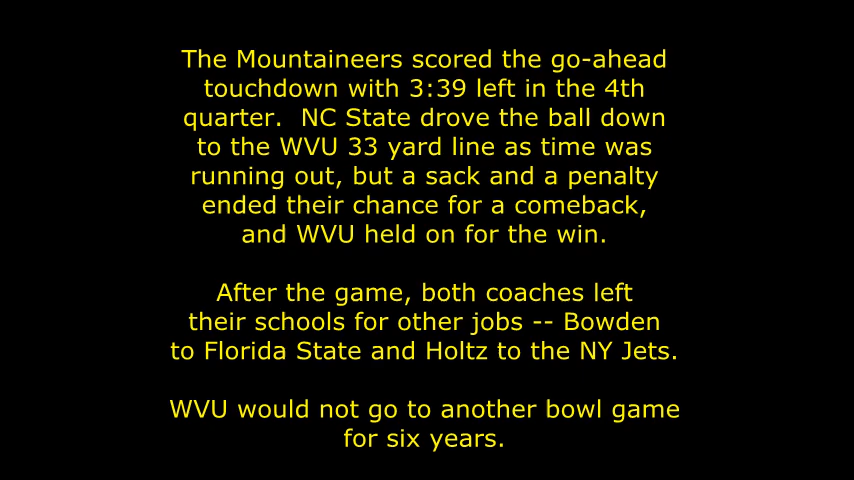 The Mountaineers scored the go-ahead
touchdown with 3:39 left in the 4th
quarter.  NC State drove the ball down
to the WVU 33 yard line as time was
running out, but a sack and a penalty
ended their chance for a comeback,
and WVU held on for the win.
After the game, both coaches left
their schools for other jobs -- Bowden
to Florida State and Holtz to the NY Jets.
WVU would not go to another bowl game
for six years.